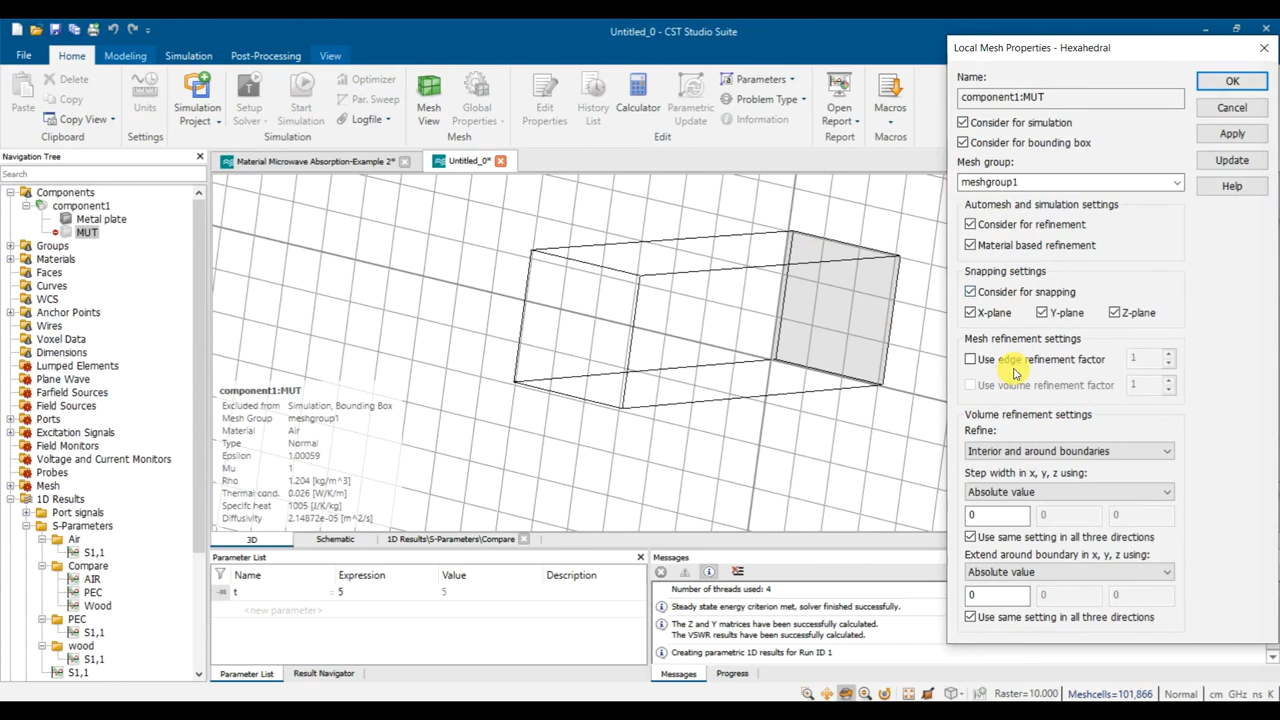 Untitled_0 - CST Studio Suite
File Home Modeling Simulation Post-Processing View
Paste Delete Copy Copy View Clipboard
Units Settings
Simulation Project Setup Solver Start Simulation Optimizer Par. Sweep Logfile Simulation
Mesh View Global Properties Mesh
Edit Properties History List Calculator Parametric Update Parameters Problem Type Information Edit
Open Report Report
Macros Macros
Navigation Tree
Search
Components
component1
Metal plate
MUT
Groups
Materials
Faces
Curves
WCS
Anchor Points
Wires
Voxel Data
Dimensions
Lumped Elements
Plane Wave
Farfield Sources
Field Sources
Ports
Excitation Signals
Field Monitors
Voltage and Current Monitors
Probes
Mesh
1D Results
Port signals
S-Parameters
Air
S1,1
Compare
AIR
PEC
Wood
PEC
S1,1
wood
S1,1
S1,1
Material Microwave Absorption-Example 2* Untitled_0*
component1:MUT
Excluded from Simulation, Bounding Box
Mesh Group meshgroup1
Material Air
Type Normal
Epsilon 1.00059
Mu 1
Rho 1.204 [kg/m^3]
Thermal cond. 0.026 [W/K/m]
Specifc heat 1005 [J/K/kg]
Diffusivity 2.14872e-05 [m^2/s]
3D Schematic 1D Results\S-Parameters\Compare
Parameter List
Name Expression Value Description
t = 5 5
<new parameter>
Parameter List Result Navigator
Messages
Number of threads used: 4
Steady state energy criterion met, solver finished successfully.
The Z and Y matrices have been successfully calculated.
The VSWR results have been successfully calculated.
Creating parametric 1D results for Run ID 1
Messages Progress
Raster=10.000 Meshcells=101,866 Normal cm GHz ns K
Local Mesh Properties - Hexahedral
Name:
component1:MUT
OK
Cancel
Apply
Update
Help
Consider for simulation
Consider for bounding box
Mesh group:
meshgroup1
Automesh and simulation settings
Consider for refinement
Material based refinement
Snapping settings
Consider for snapping
X-plane Y-plane Z-plane
Mesh refinement settings
Use edge refinement factor 1
Use volume refinement factor 1
Volume refinement settings
Refine:
Interior and around boundaries
Step width in x, y, z using:
Absolute value
0 0 0
Use same setting in all three directions
Extend around boundary in x, y, z using:
Absolute value
0 0 0
Use same setting in all three directions